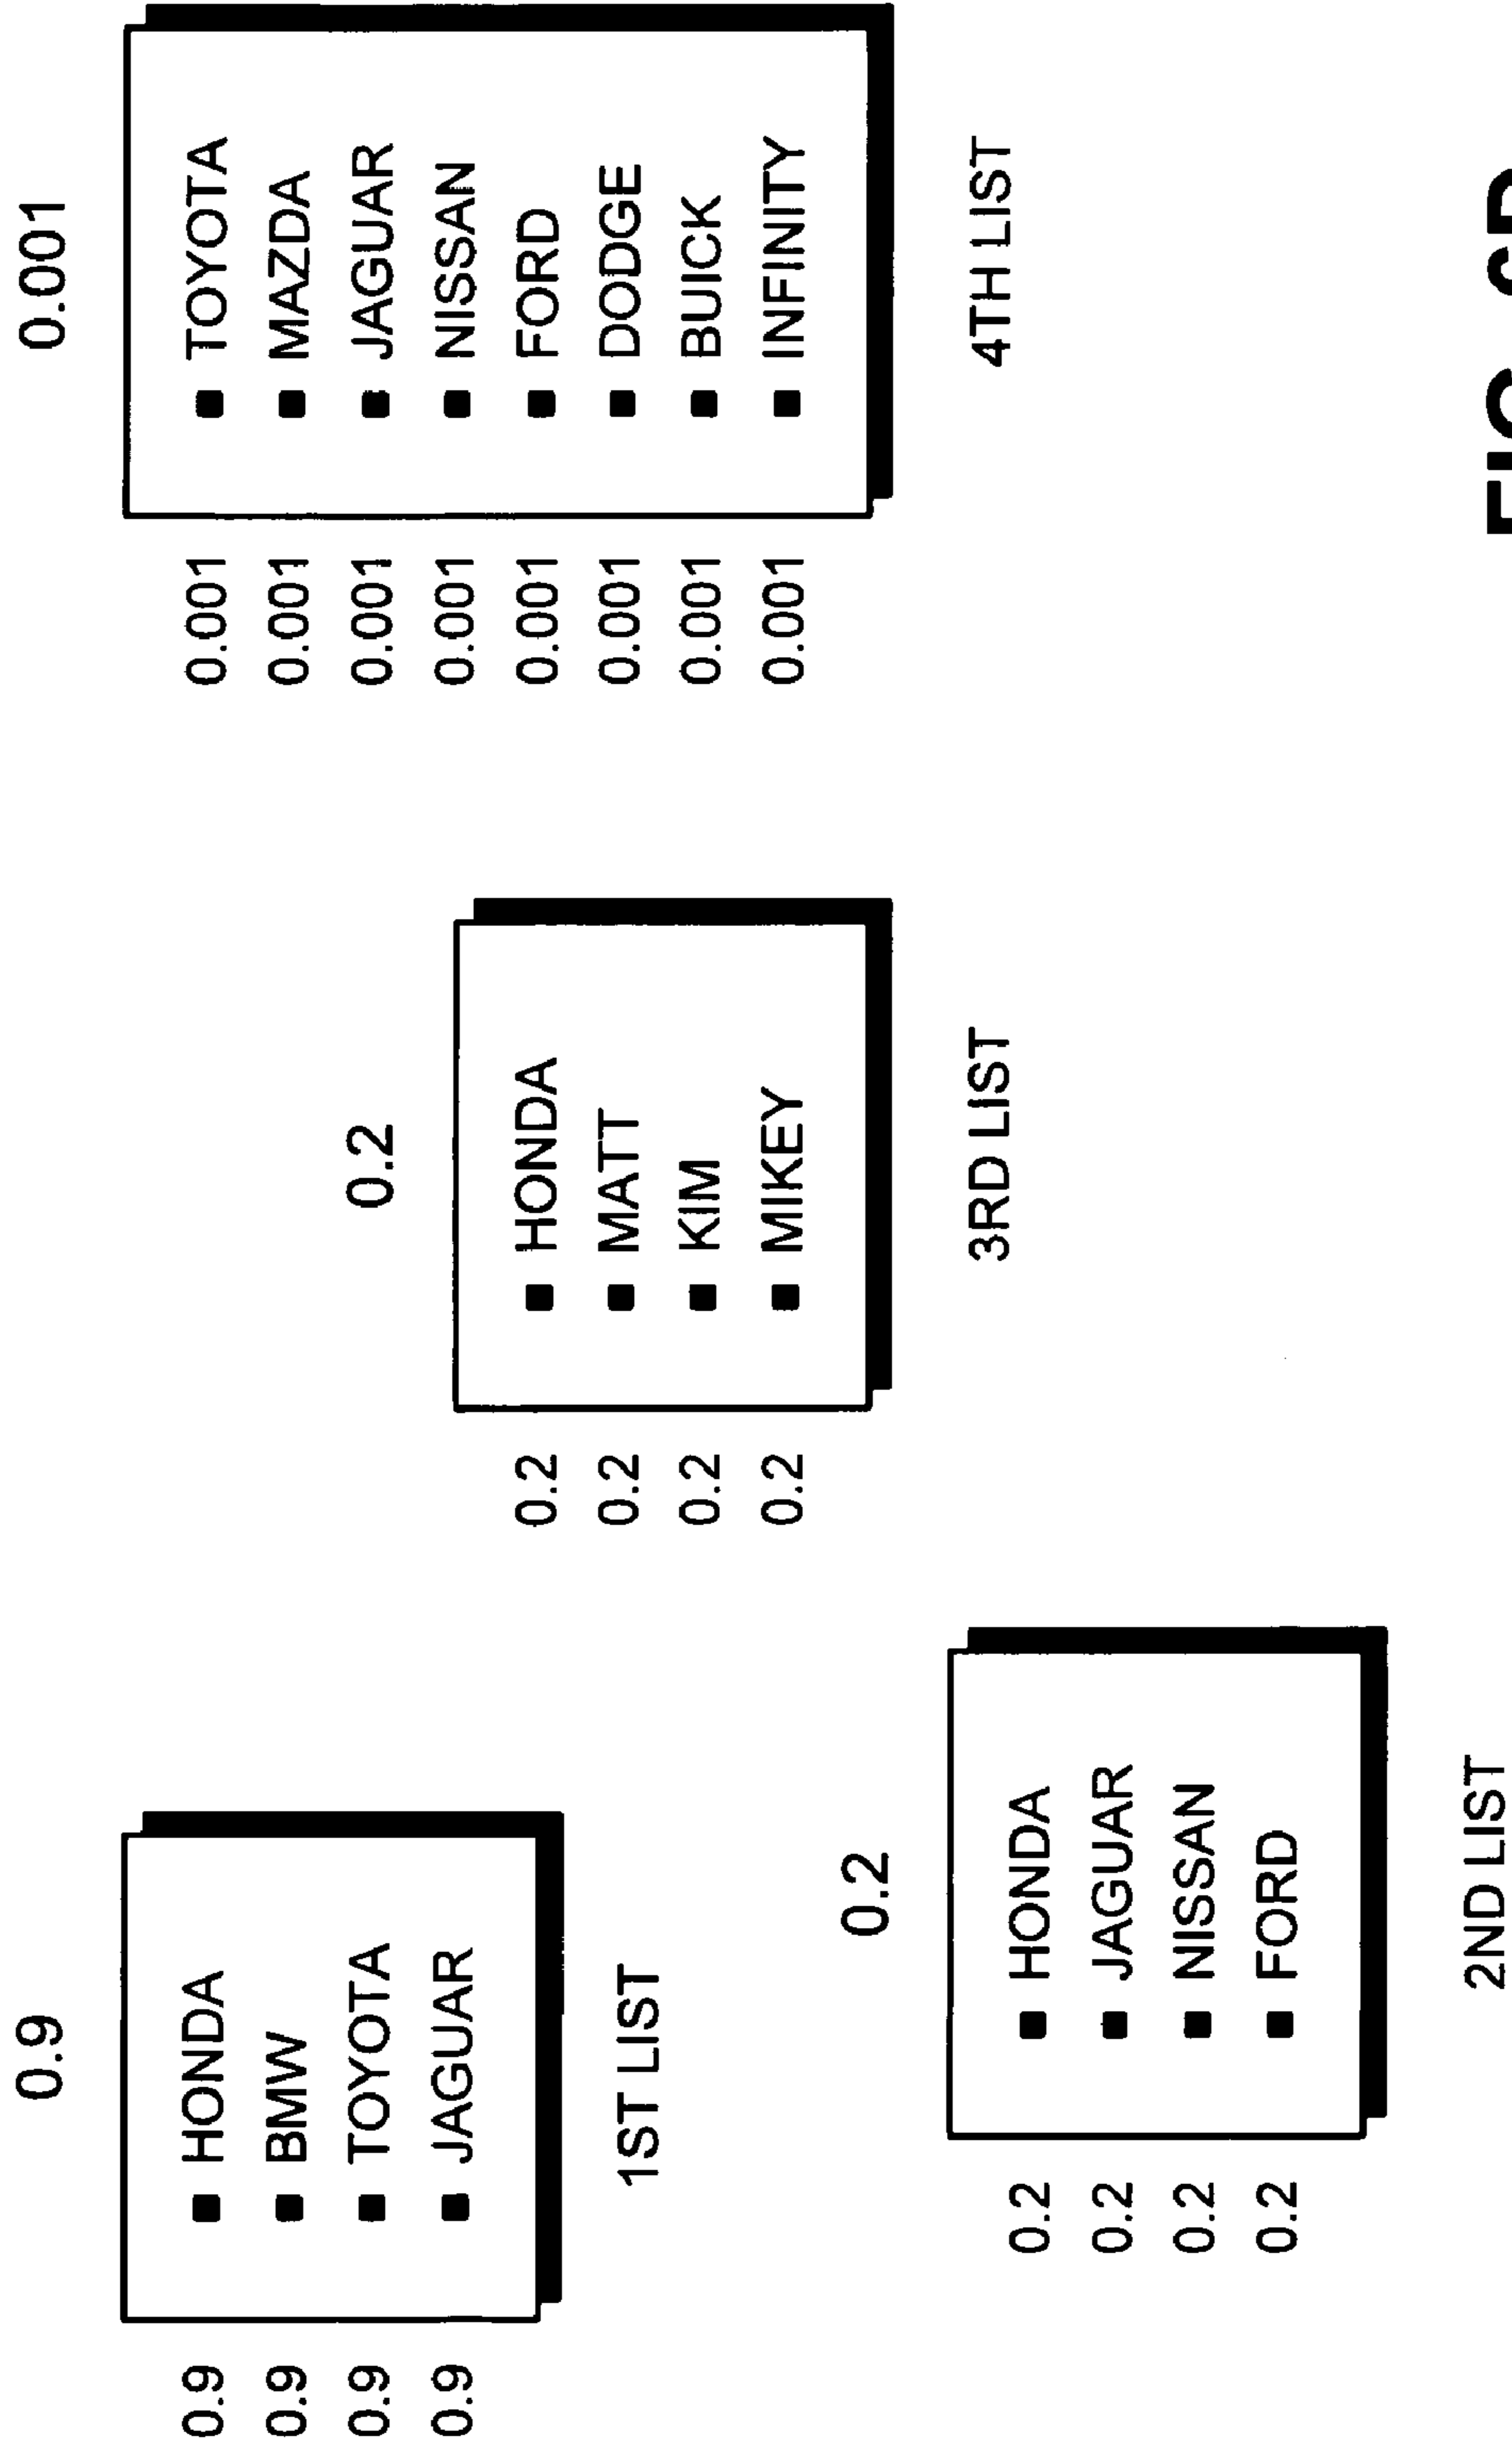 0.9
0.9 ■ HONDA
0.9 ■ BMW
0.9 ■ TOYOTA
0.9 ■ JAGUAR
1ST LIST
0.2
0.2 ■ HONDA
0.2 ■ JAGUAR
0.2 ■ NISSAN
0.2 ■ FORD
2ND LIST
0.2
0.2 ■ HONDA
0.2 ■ MATT
0.2 ■ KIM
0.2 ■ MIKEY
3RD LIST
0.001
0.001 ■ TOYOTA
0.001 ■ MAZDA
0.001 ■ JAGUAR
0.001 ■ NISSAN
0.001 ■ FORD
0.001 ■ DODGE
0.001 ■ BUICK
0.001 ■ INFINITY
4TH LIST